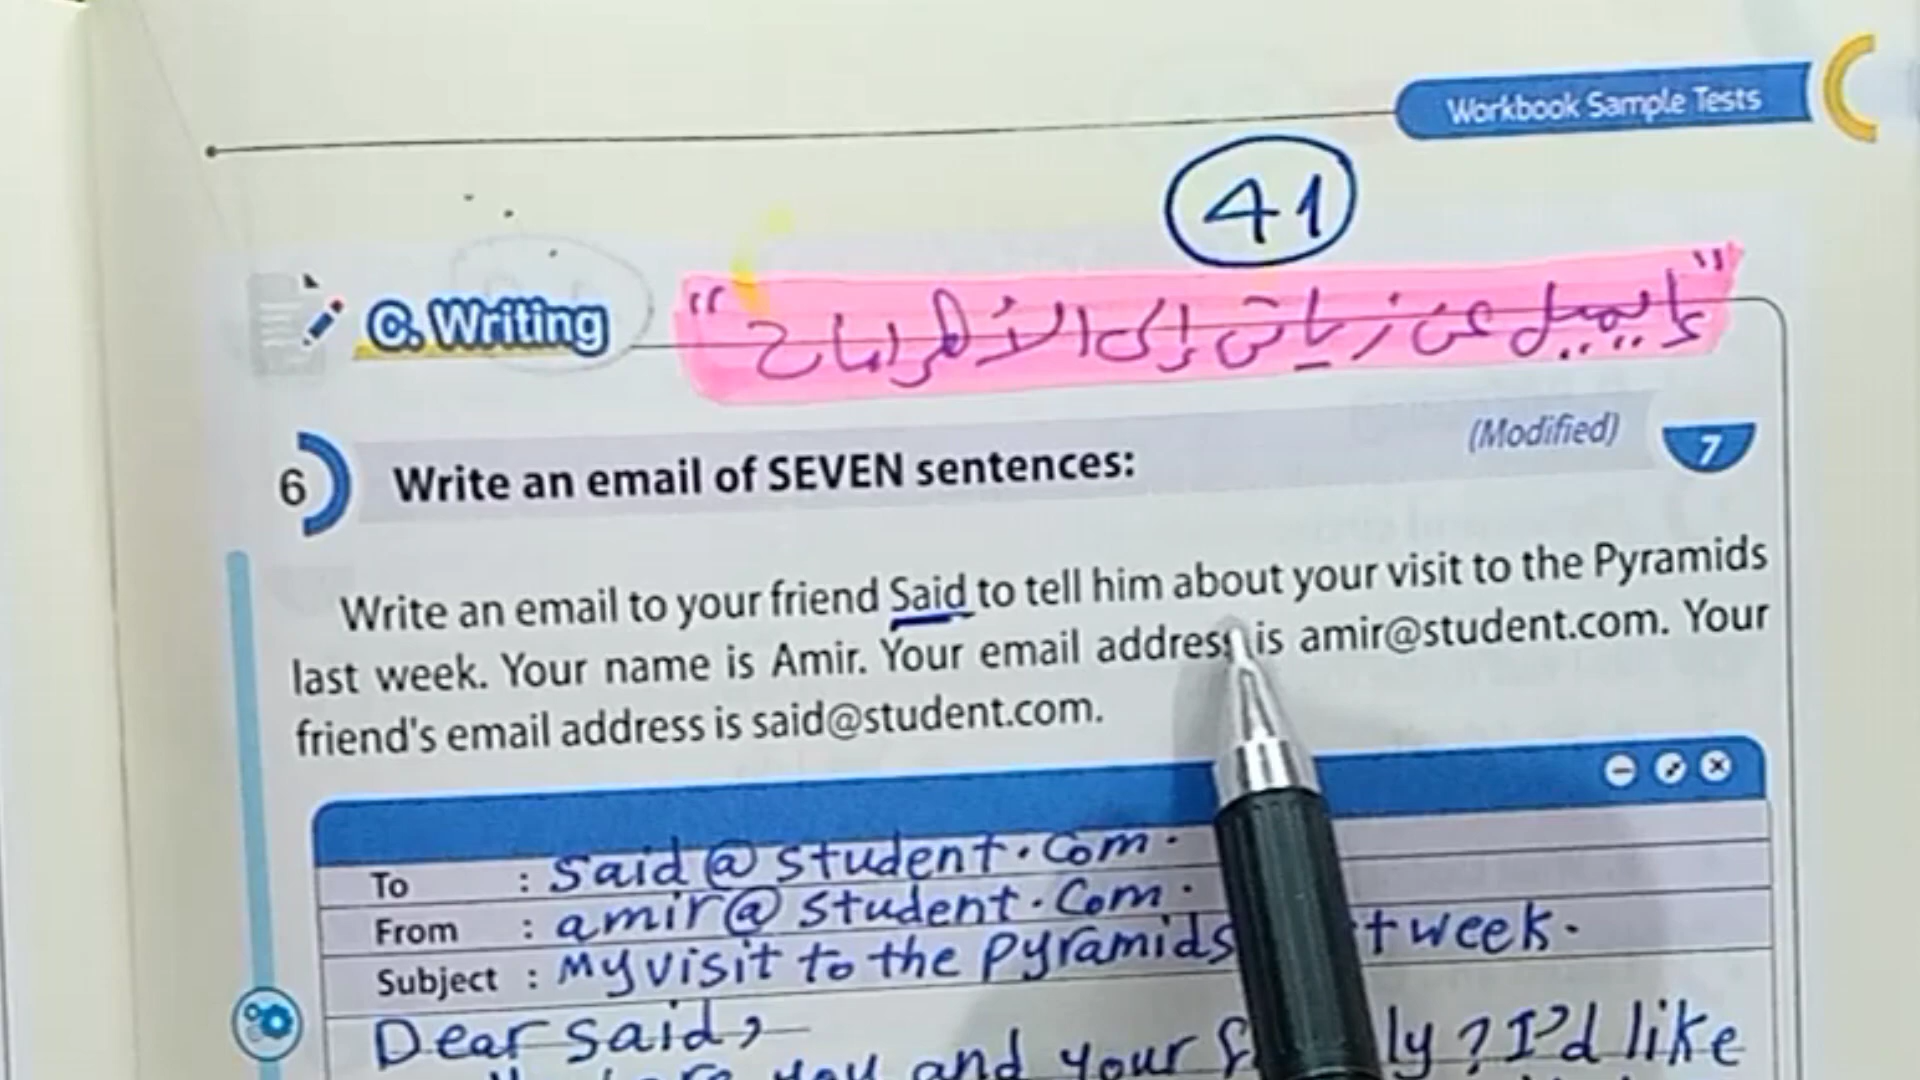 Workbook Sample Tests
41
C. Writing
"إيميل عن زيارتى إلى الأهرامات"
(Modified)
7
6 Write an email of SEVEN sentences:
Write an email to your friend Said to tell him about your visit to the Pyramids
last week. Your name is Amir. Your email address is amir@student.com. Your
friend's email address is said@student.com.
To : Said@student.com.
From : amir@student.com.
Subject : My visit to the pyramids week.
Dear Said,
are you and your ? I'd like